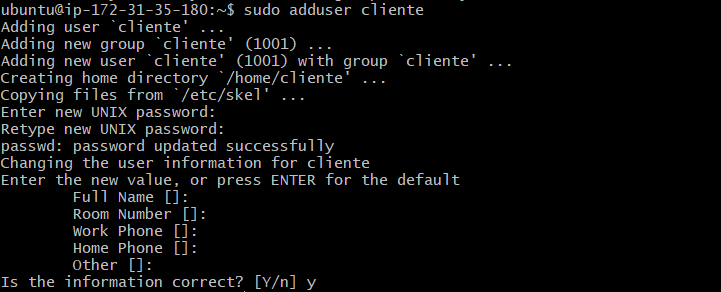 ubuntu@ip-172-31-35-180:~$ sudo adduser cliente
Adding user `cliente' ...
Adding new group `cliente' (1001) ...
Adding new user `cliente' (1001) with group `cliente' ...
Creating home directory `/home/cliente' ...
Copying files from `/etc/skel' ...
Enter new UNIX password:
Retype new UNIX password:
passwd: password updated successfully
Changing the user information for cliente
Enter the new value, or press ENTER for the default
        Full Name []:
        Room Number []:
        Work Phone []:
        Home Phone []:
        Other []:
Is the information correct? [Y/n] y